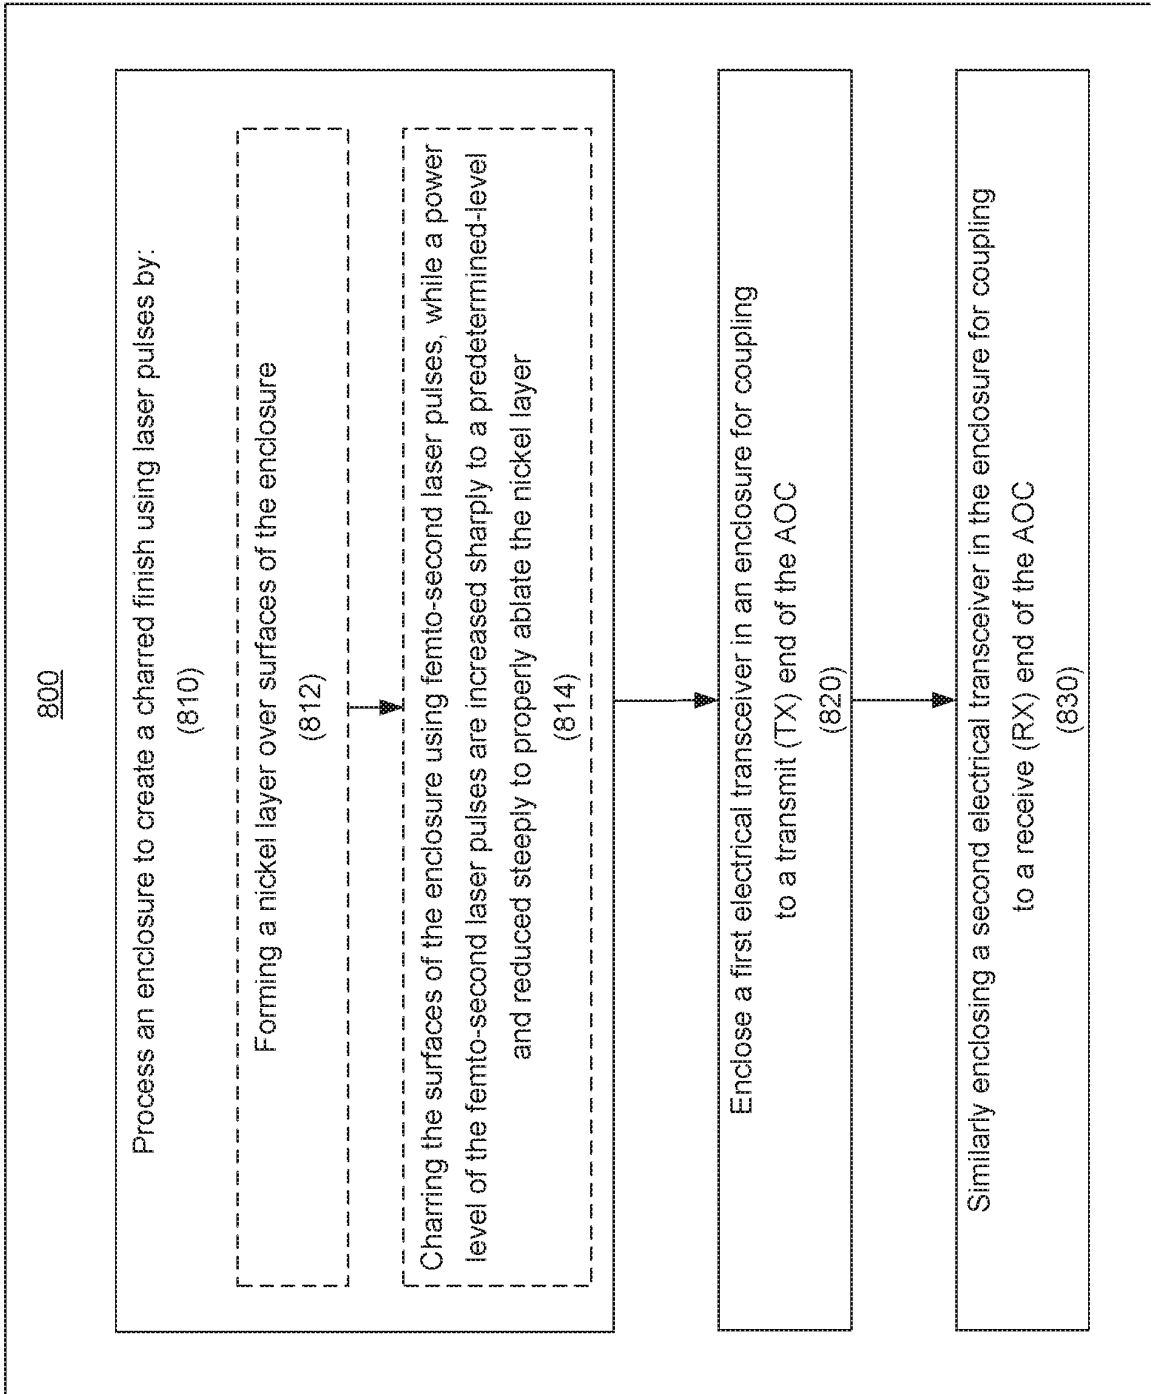 800
Process an enclosure to create a charred finish using laser pulses by:
(810)
Forming a nickel layer over surfaces of the enclosure
(812)
Charring the surfaces of the enclosure using femto-second laser pulses, while a power
level of the femto-second laser pulses are increased sharply to a predetermined-level
and reduced steeply to properly ablate the nickel layer
(814)
Enclose a first electrical transceiver in an enclosure for coupling
to a transmit (TX) end of the AOC
(820)
Similarly enclosing a second electrical transceiver in the enclosure for coupling
to a receive (RX) end of the AOC
(830)